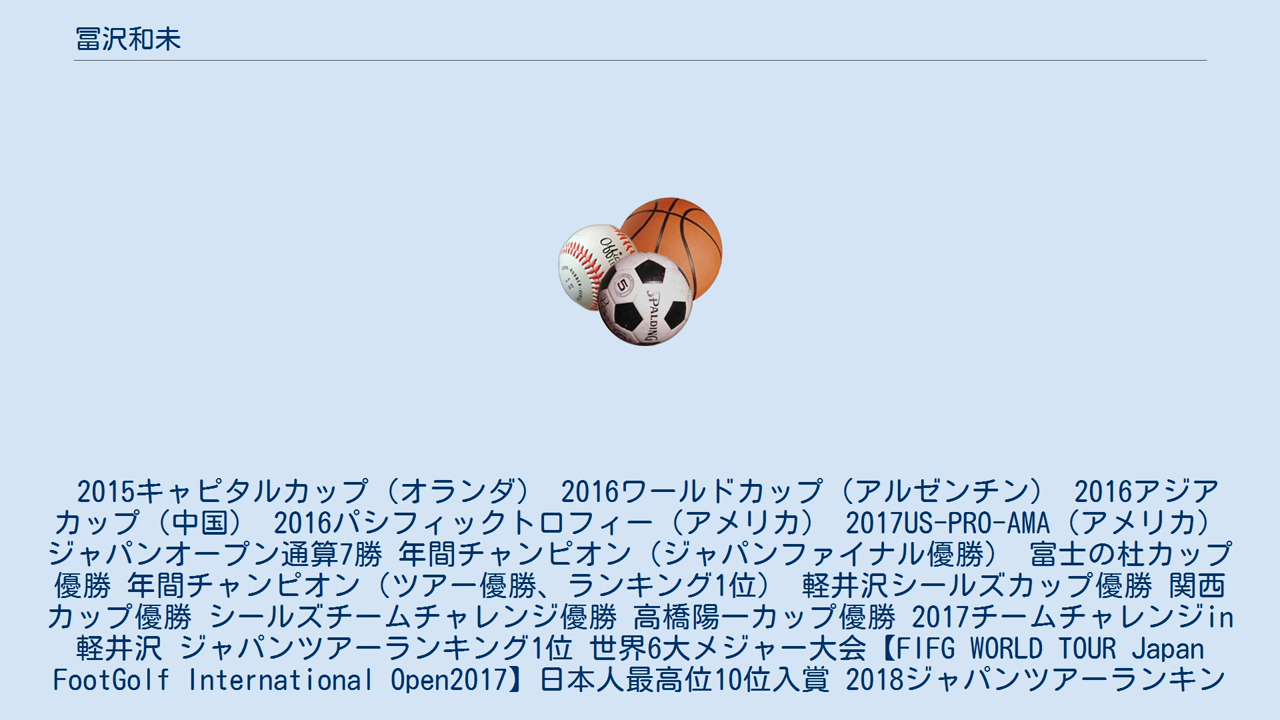 冨沢和未
Offici
5
SPALDING
2015キャピタルカップ（オランダ） 2016ワールドカップ（アルゼンチン） 2016アジア
カップ（中国） 2016パシフィックトロフィー（アメリカ） 2017US-PRO-AMA（アメリカ）
ジャパンオープン通算7勝 年間チャンピオン（ジャパンファイナル優勝） 富士の杜カップ
優勝 年間チャンピオン（ツアー優勝、ランキング1位） 軽井沢シールズカップ優勝 関西
カップ優勝 シールズチームチャレンジ優勝 高橋陽一カップ優勝 2017チームチャレンジin
軽井沢 ジャパンツアーランキング1位 世界6大メジャー大会【FIFG WORLD TOUR Japan
FootGolf International Open2017】日本人最高位10位入賞 2018ジャパンツアーランキン